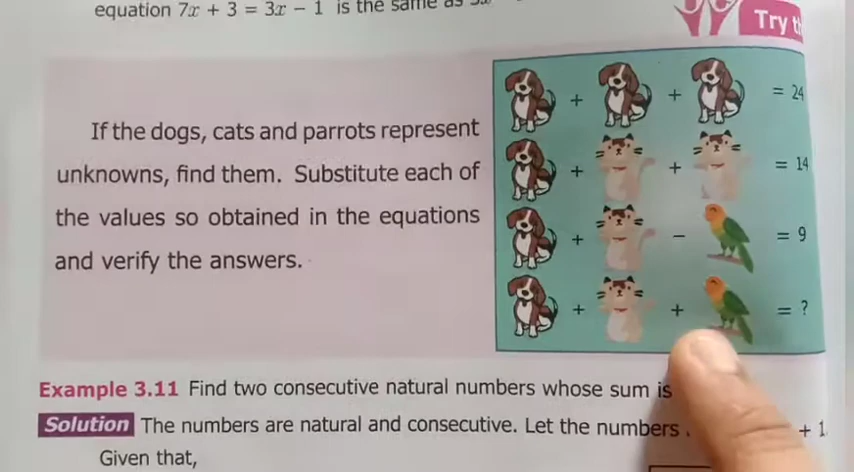 equation 7x + 3 = 3x − 1 is the same as
Try
If the dogs, cats and parrots represent
unknowns, find them. Substitute each of
the values so obtained in the equations
and verify the answers.
+ + = 24
+ + = 14
+ − = 9
+ + = ?
Example 3.11 Find two consecutive natural numbers whose sum is
Solution The numbers are natural and consecutive. Let the numbers + 1
Given that,